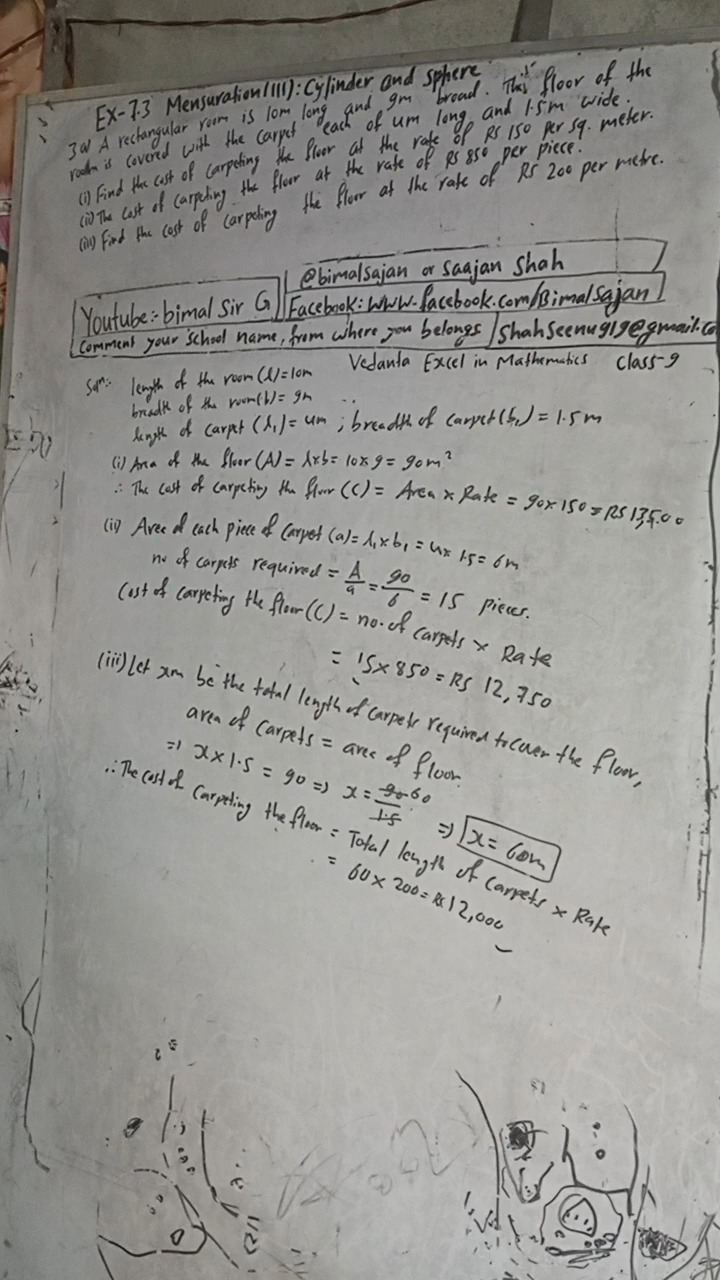 Ex-7.3 Mensuration(III): Cylinder and sphere
3a) A rectangular room is 10m long and 9m broad. This floor of the
room is covered with the carpet each of 4m long and 1.5m wide.
(i) Find the cost of carpeting the floor at the rate of Rs 150 per sq. meter.
(ii) The cost of carpeting the floor at the rate of Rs 850 per piece.
(iii) Find the cost of carpeting the floor at the rate of Rs 200 per metre.
@bimalsajan or Saajan Shah
Youtube:- bimal Sir G
Facebook: WWW.facebook.com/Bimalsajan
Comment your school name, from where you belongs
Shahseenu919@gmail.co
Vedanta Excel in Mathematics class-9
Solⁿ:- length of the room (l)=10m
breadth of the room(b)= 9m
length of carpet (l₁)= 4m ; breadth of carpet(b₁) = 1.5m
(i) Area of the floor (A) = l×b = 10×9 = 90m²
∴ The cost of carpeting the floor (C) = Area × Rate = 90×150 = RS 13,500
(ii) Area of each piece of carpet (a)= l₁×b₁ = 4× 1.5 = 6m
no of carpets required = A/a = 90/6 = 15 pieces.
Cost of carpeting the floor (C) = no. of carpets × Rate
= 15×850 = RS 12,750
(iii) Let xm be the total length of carpets required to cover the floor,
area of carpets = area of floor.
=> x×1.5 = 90 => x = 90 60/1.5 => x = 60m
∴ The cost of carpeting the floor = Total length of carpets × Rate
= 60×200 = Rs 12,000